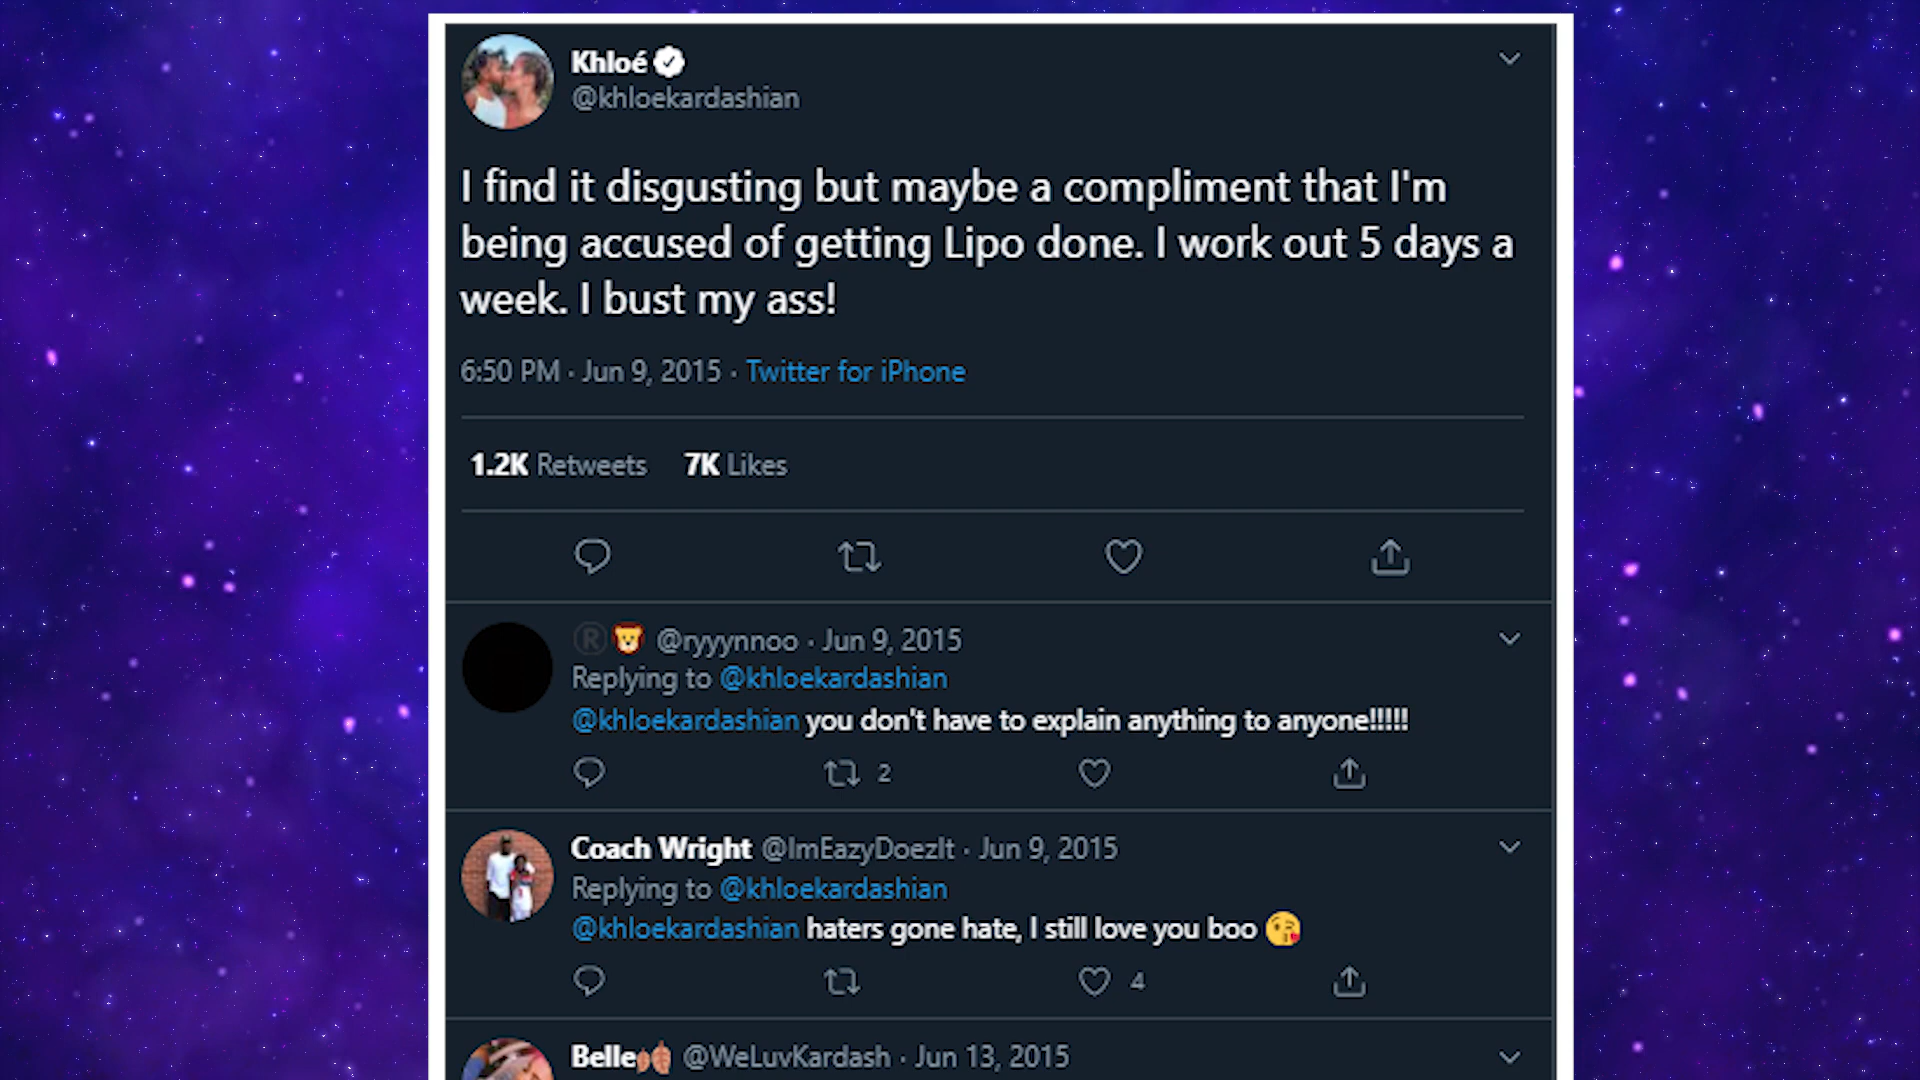 Khloé
@khloekardashian
I find it disgusting but maybe a compliment that I'm
being accused of getting Lipo done. I work out 5 days a
week. I bust my ass!
6:50 PM · Jun 9, 2015 · Twitter for iPhone
1.2K Retweets 7K Likes
®🦁 @ryyynnoo · Jun 9, 2015
Replying to @khloekardashian
@khloekardashian you don't have to explain anything to anyone!!!!!
2
Coach Wright @ImEazyDoezIt · Jun 9, 2015
Replying to @khloekardashian
@khloekardashian haters gone hate, I still love you boo 😘
4
Belle @WeLuvKardash · Jun 13, 2015